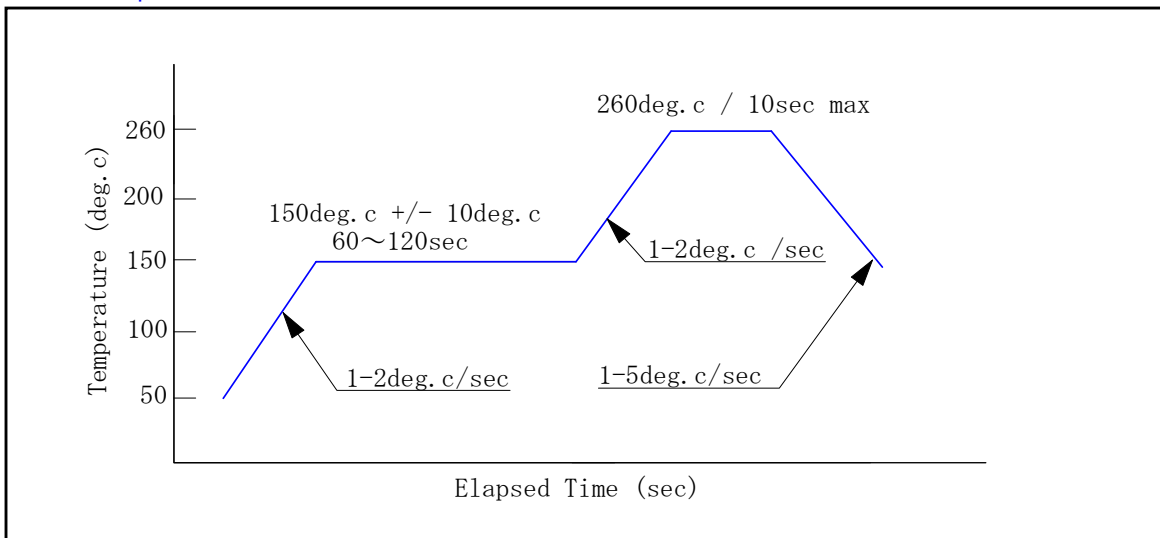 260deg.c / 10sec max
260
200
150deg.c +/- 10deg.c
60～120sec
1-2deg.c /sec
150
100
1-2deg.c/sec
1-5deg.c/sec
50
Temperature (deg.c)
Elapsed Time (sec)